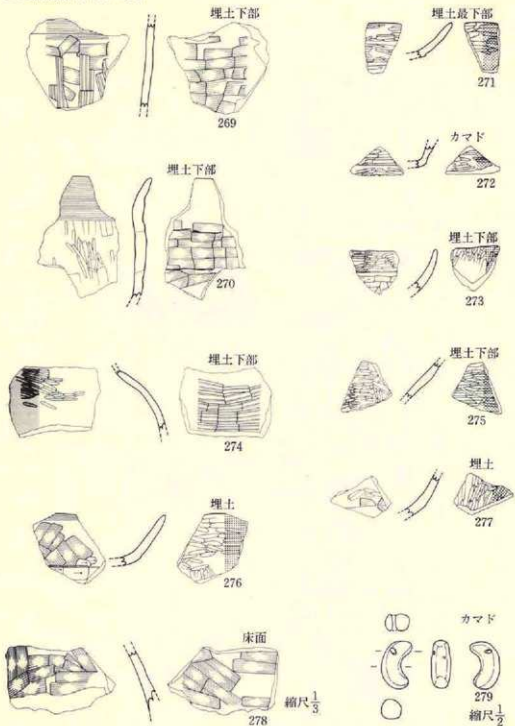 埋土下部
269
埋土最下部
271
カマド
272
埋土下部
270
埋土下部
273
埋土下部
274
埋土下部
275
埋土
276
埋土
277
床面
278
縮尺1/3
カマド
279
縮尺1/2